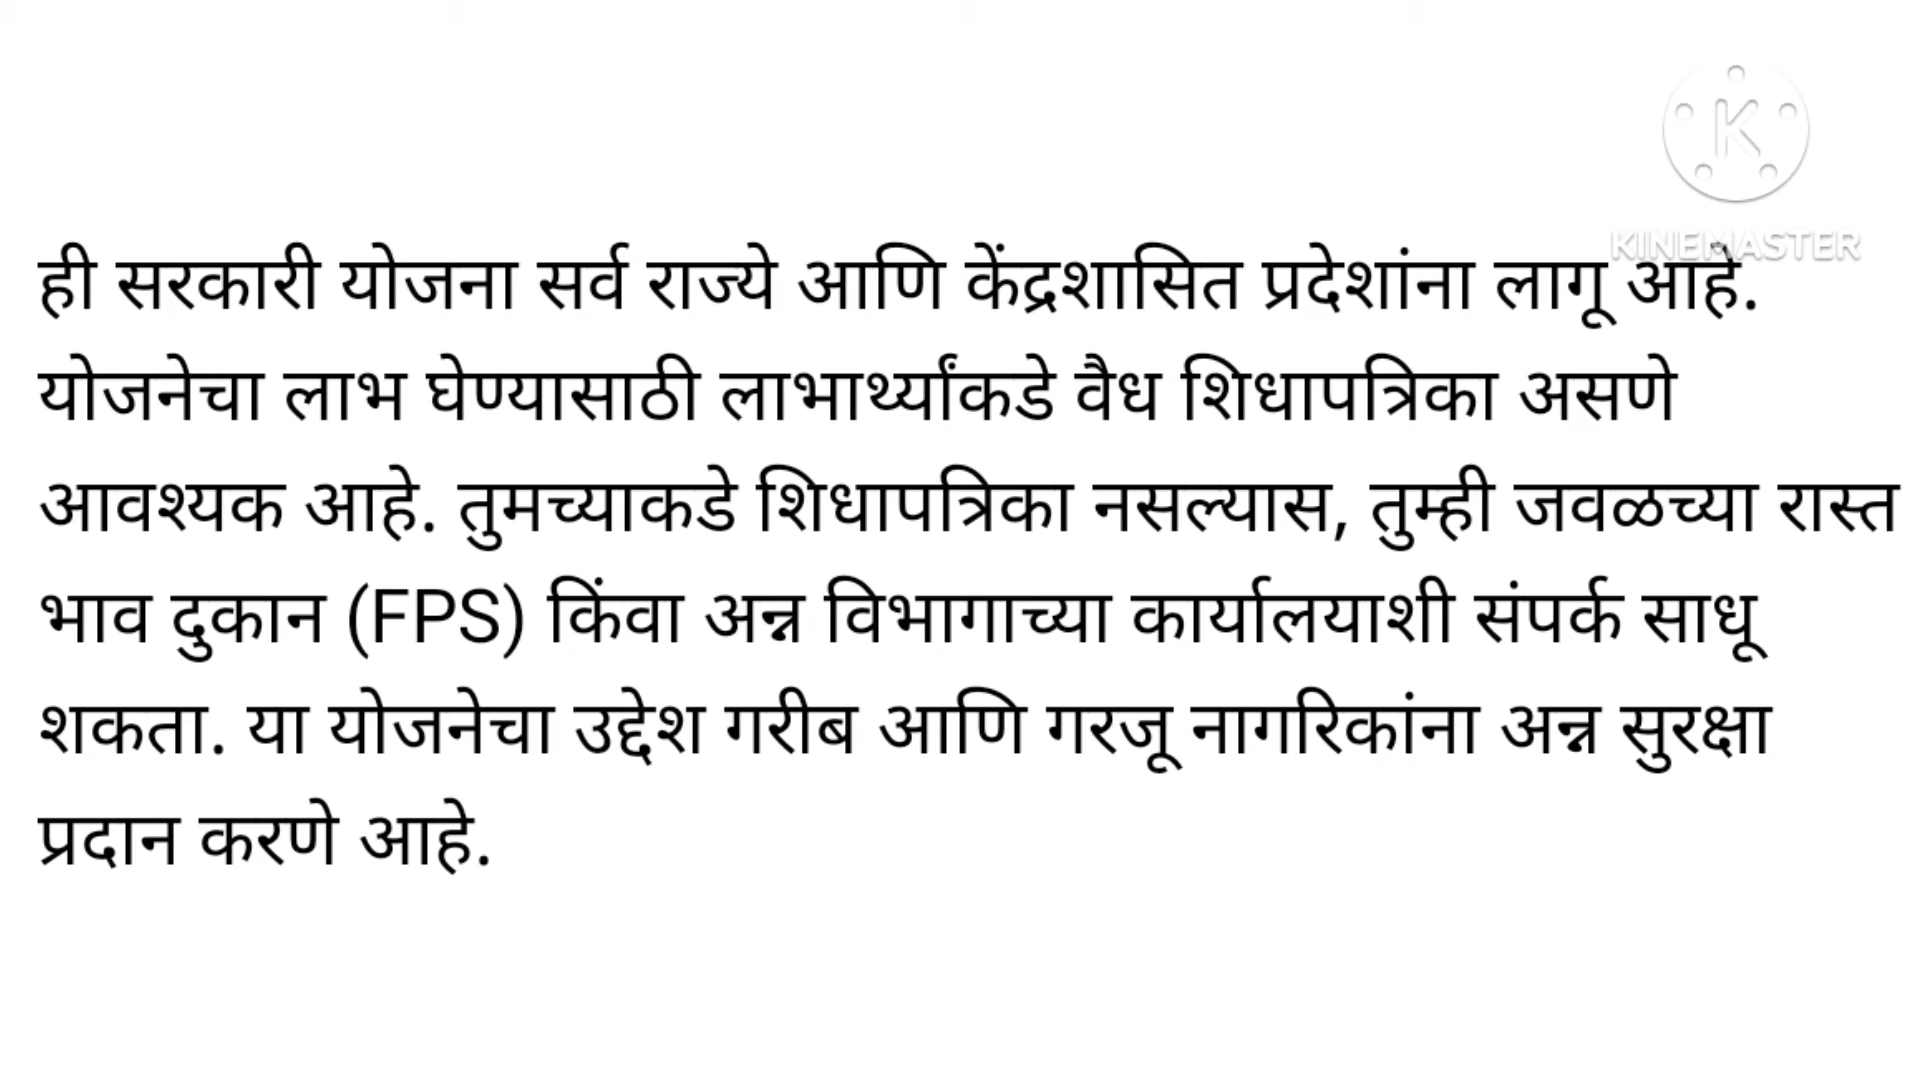 KINEMASTER
ही सरकारी योजना सर्व राज्ये आणि केंद्रशासित प्रदेशांना लागू आहे.
योजनेचा लाभ घेण्यासाठी लाभार्थ्यांकडे वैध शिधापत्रिका असणे
आवश्यक आहे. तुमच्याकडे शिधापत्रिका नसल्यास, तुम्ही जवळच्या रास्त
भाव दुकान (FPS) किंवा अन्न विभागाच्या कार्यालयाशी संपर्क साधू
शकता. या योजनेचा उद्देश गरीब आणि गरजू नागरिकांना अन्न सुरक्षा
प्रदान करणे आहे.